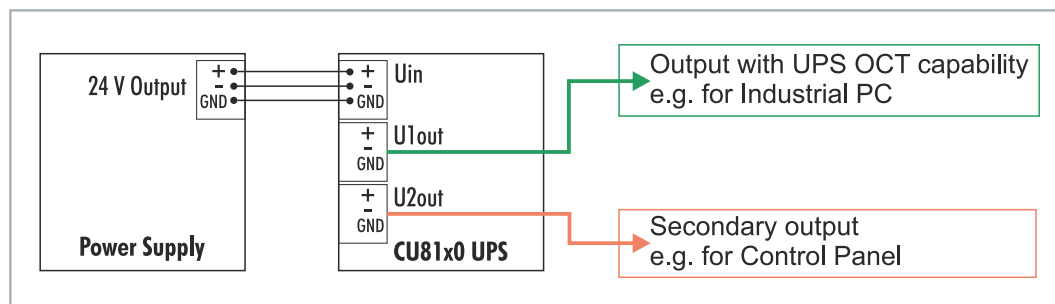 24 V Output
+
-
GND
Power Supply
+
-
GND
Uin
+
-
GND
U1out
+
-
GND
U2out
CU81x0 UPS
Output with UPS OCT capability
e.g. for Industrial PC
Secondary output
e.g. for Control Panel